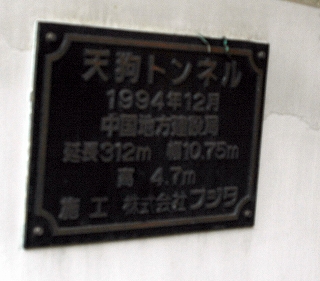 天狗トンネル
1994年12月
中国地方建設局
延長312m 幅10.75m
高 4.7m
施工 株式会社フジタ